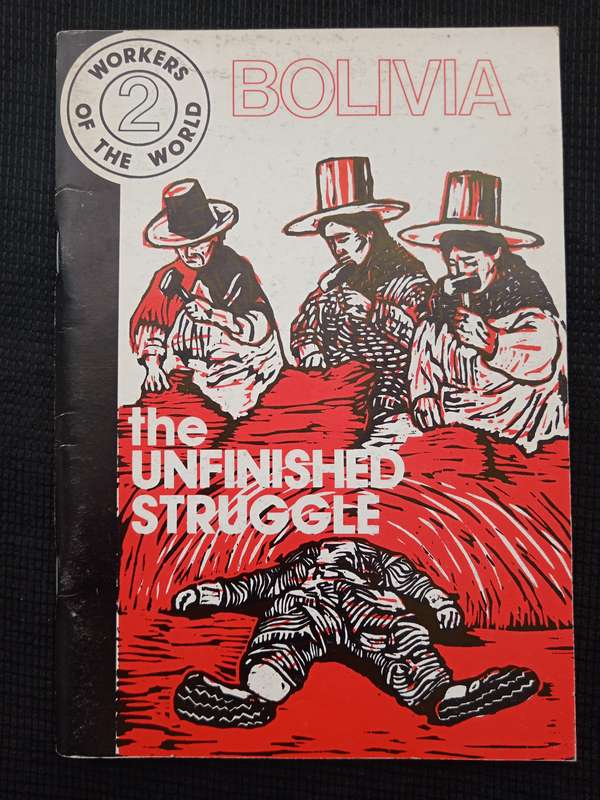 WORKERS
2
OF THE WORLD
BOLIVIA
the
UNFINISHED
STRUGGLE